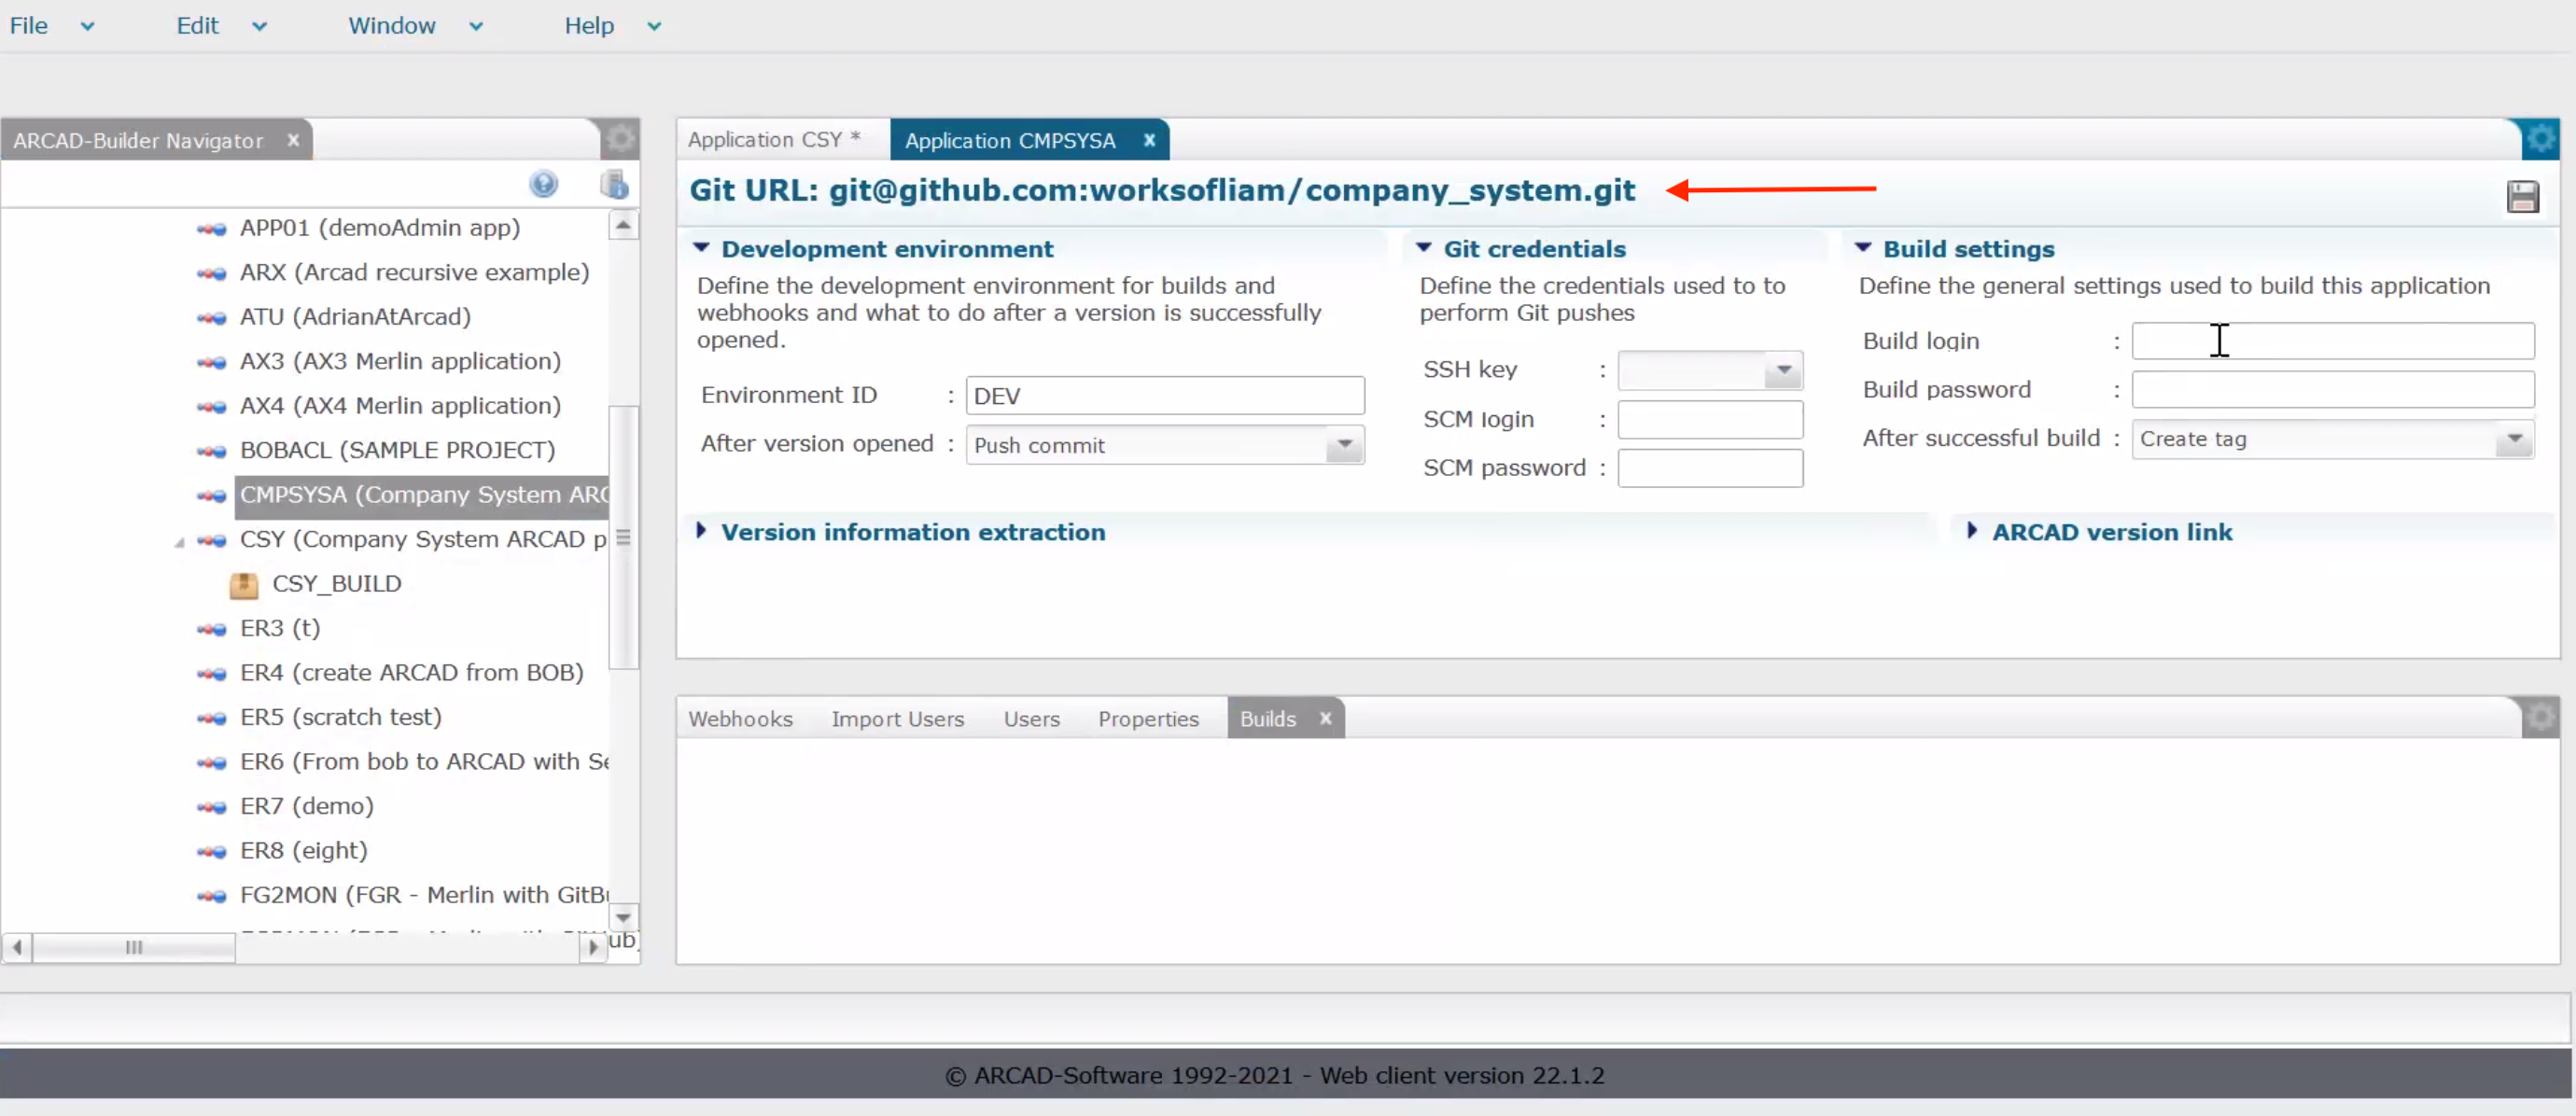 File
Edit
Window
Help
ARCAD-Builder Navigator x
APP01 (demoAdmin app)
ARX (Arcad recursive example)
ATU (AdrianAtArcad)
AX3 (AX3 Merlin application)
AX4 (AX4 Merlin application)
BOBACL (SAMPLE PROJECT)
CMPSYSA (Company System ARC
CSY (Company System ARCAD p
CSY_BUILD
ER3 (t)
ER4 (create ARCAD from BOB)
ER5 (scratch test)
ER6 (From bob to ARCAD with Se
ER7 (demo)
ER8 (eight)
FG2MON (FGR - Merlin with GitBu
ub)
Application CSY *
Application CMPSYSA x
Git URL: git@github.com:worksofliam/company_system.git
Development environment
Define the development environment for builds and
webhooks and what to do after a version is successfully
opened.
Environment ID : DEV
After version opened : Push commit
Git credentials
Define the credentials used to to
perform Git pushes
SSH key :
SCM login :
SCM password :
Build settings
Define the general settings used to build this application
Build login :
Build password :
After successful build : Create tag
Version information extraction
ARCAD version link
Webhooks
Import Users
Users
Properties
Builds x
© ARCAD-Software 1992-2021 - Web client version 22.1.2